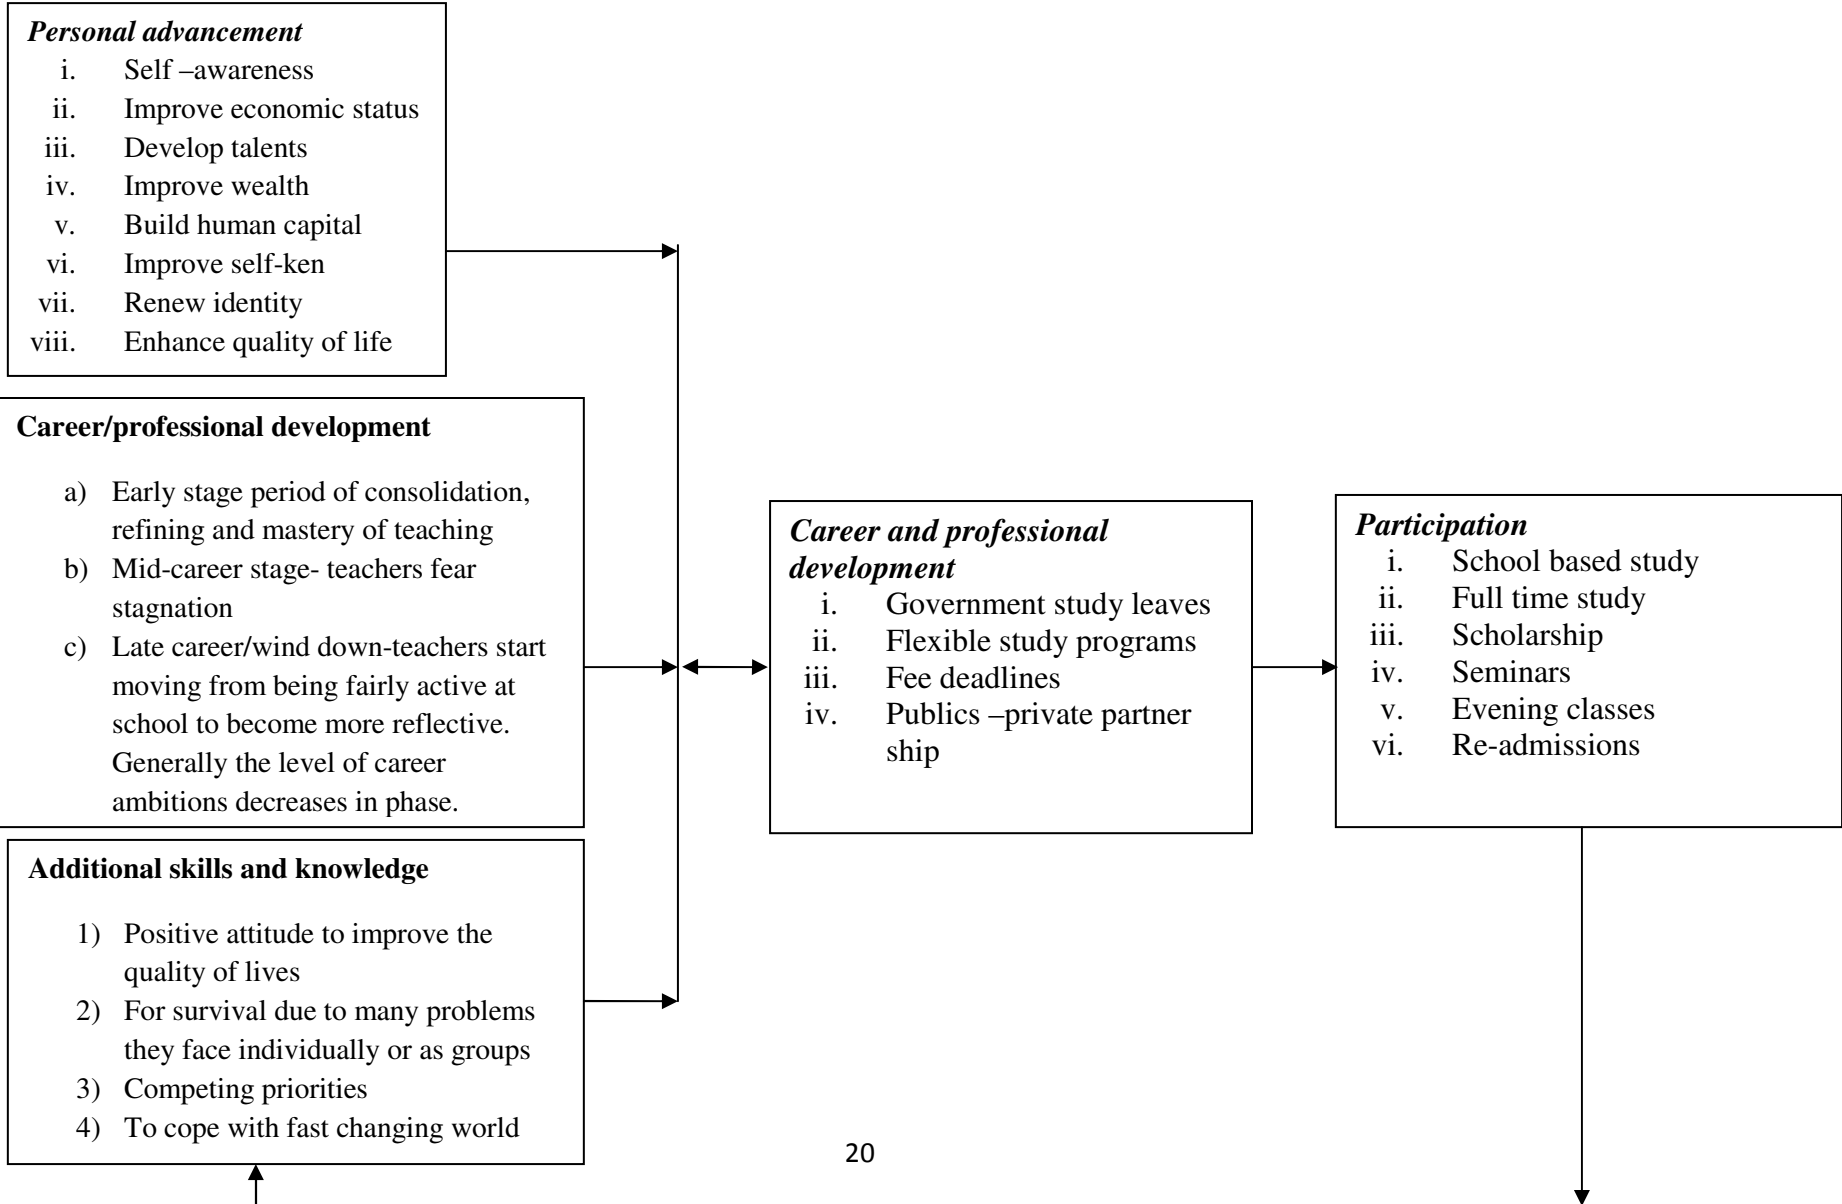 Personal advancement
i. Self –awareness
ii. Improve economic status
iii. Develop talents
iv. Improve wealth
v. Build human capital
vi. Improve self-ken
vii. Renew identity
viii. Enhance quality of life
Career/professional development
a) Early stage period of consolidation,
refining and mastery of teaching
b) Mid-career stage- teachers fear
stagnation
c) Late career/wind down-teachers start
moving from being fairly active at
school to become more reflective.
Generally the level of career
ambitions decreases in phase.
Additional skills and knowledge
1) Positive attitude to improve the
quality of lives
2) For survival due to many problems
they face individually or as groups
3) Competing priorities
4) To cope with fast changing world
Career and professional
development
i. Government study leaves
ii. Flexible study programs
iii. Fee deadlines
iv. Publics –private partner
ship
Participation
i. School based study
ii. Full time study
iii. Scholarship
iv. Seminars
v. Evening classes
vi. Re-admissions
20